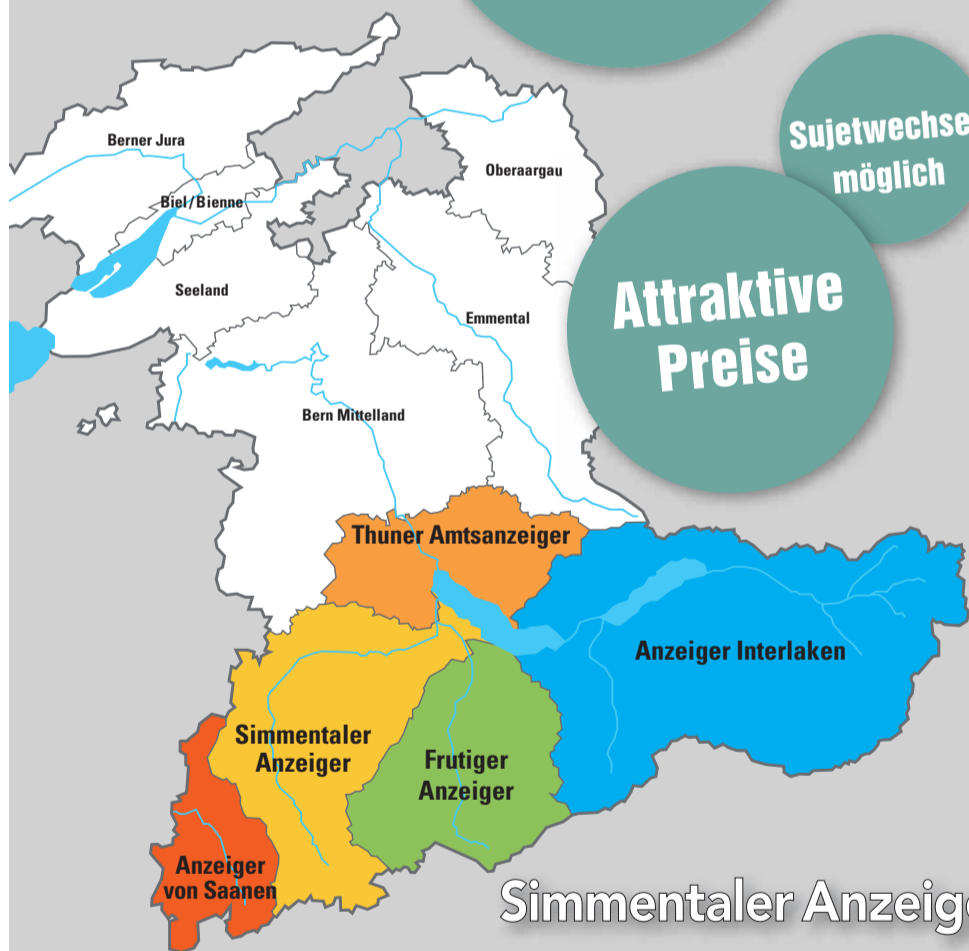 Berner Jura
Oberaargau
Biel/Bienne
Seeland
Emmental
Bern Mittelland
Sujetwechse
möglich
Attraktive
Preise
Thuner Amtsanzeiger
Anzeiger Interlaken
Simmentaler
Anzeiger
Frutiger
Anzeiger
Anzeiger
von Saanen
Simmentaler Anzeige